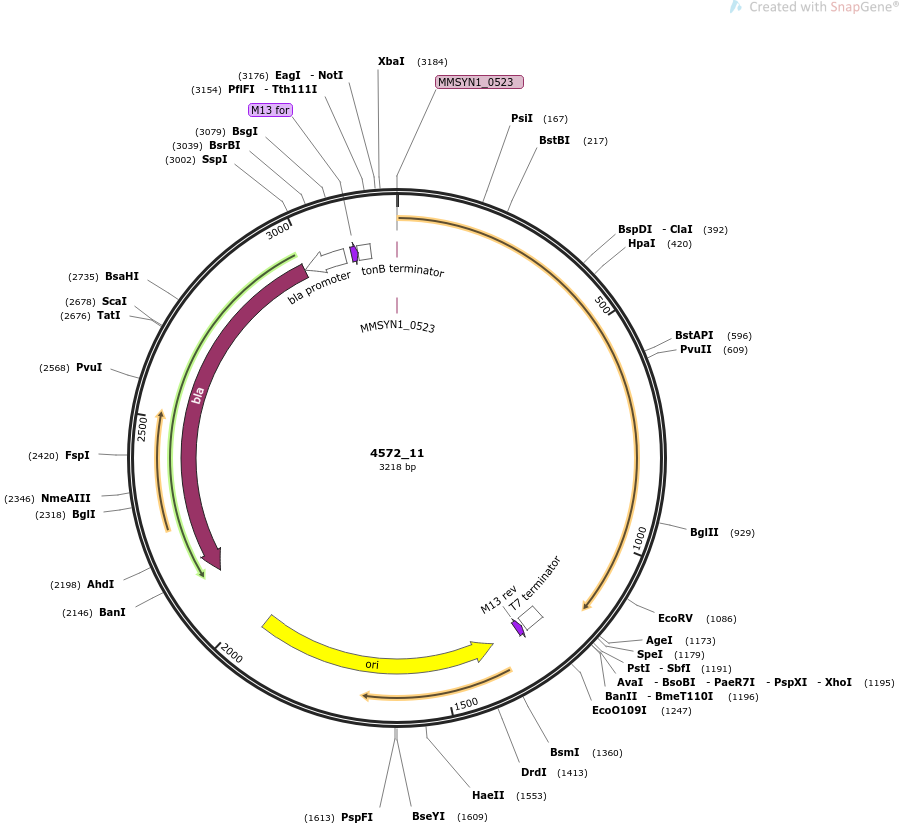 Created with SnapGene®
XbaI (3184)
(3176) EagI - NotI
MMSYN1_0523
(3154) PflFI - Tth111I
M13 for
PsiI (167)
(3079) BsgI
BstBI (217)
(3039) BsrBI
(3002) SspI
3000
BspDI - ClaI (392)
HpaI (420)
tonB terminator
bla promoter
(2735) BsaHI
(2678) ScaI
(2676) TatI
500
MMSYN1_0523
BstAPI (596)
PvuII (609)
(2568) PvuI
bla
2500
4572_11
3218 bp
(2420) FspI
(2346) NmeAIII
(2318) BglI
BglII (929)
1000
(2198) AhdI
T7 terminator
M13 rev
(2146) BanI
EcoRV (1086)
AgeI (1173)
SpeI (1179)
2000
ori
PstI - SbfI (1191)
AvaI - BsoBI - PaeR7I - PspXI - XhoI (1195)
BanII - BmeT110I (1196)
EcoO109I (1247)
1500
BsmI (1360)
DrdI (1413)
HaeII (1553)
(1613) PspFI
BseYI (1609)